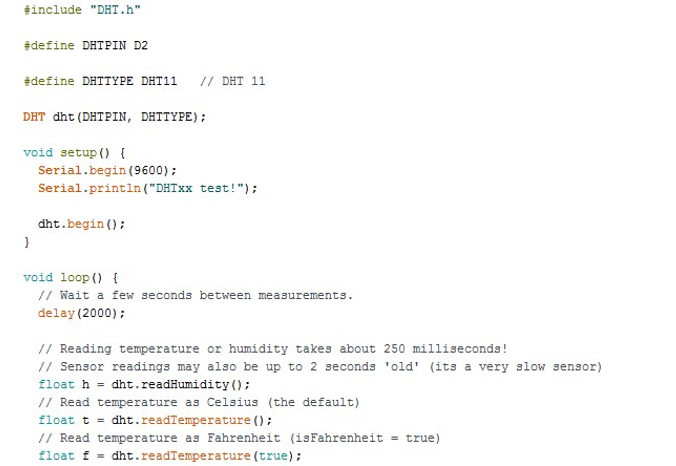 #include "DHT.h"
#define DHTPIN D2
#define DHTTYPE DHT11   // DHT 11
DHT dht(DHTPIN, DHTTYPE);
void setup() {
  Serial.begin(9600);
  Serial.println("DHTxx test!");
  dht.begin();
}
void loop() {
  // Wait a few seconds between measurements.
  delay(2000);
  // Reading temperature or humidity takes about 250 milliseconds!
  // Sensor readings may also be up to 2 seconds 'old' (its a very slow sensor)
  float h = dht.readHumidity();
  // Read temperature as Celsius (the default)
  float t = dht.readTemperature();
  // Read temperature as Fahrenheit (isFahrenheit = true)
  float f = dht.readTemperature(true);